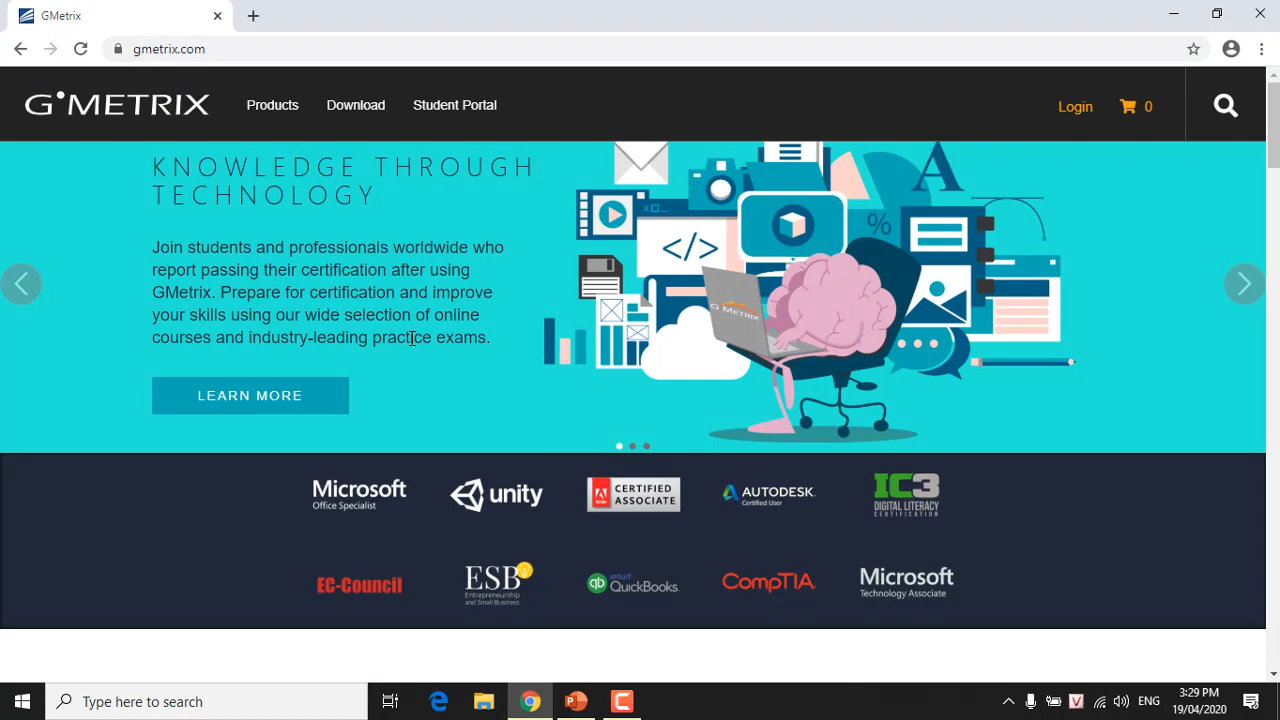 GMetrix
gmetrix.com
GMETRIX
Products
Download
Student Portal
Login
0
KNOWLEDGE THROUGH
TECHNOLOGY
Join students and professionals worldwide who
report passing their certification after using
GMetrix. Prepare for certification and improve
your skills using our wide selection of online
courses and industry-leading practice exams.
LEARN MORE
</>
%
A
GMETRIX
Microsoft
Office Specialist
unity
Adobe
CERTIFIED
ASSOCIATE
AUTODESK.
Certified User
IC3
DIGITAL LITERACY
CERTIFICATION
EC-Council
ESB
Entrepreneurship
and Small Business
qb
intuit
QuickBooks.
CompTIA.
Microsoft
Technology Associate
Type here to search
V
ENG
3:29 PM
19/04/2020